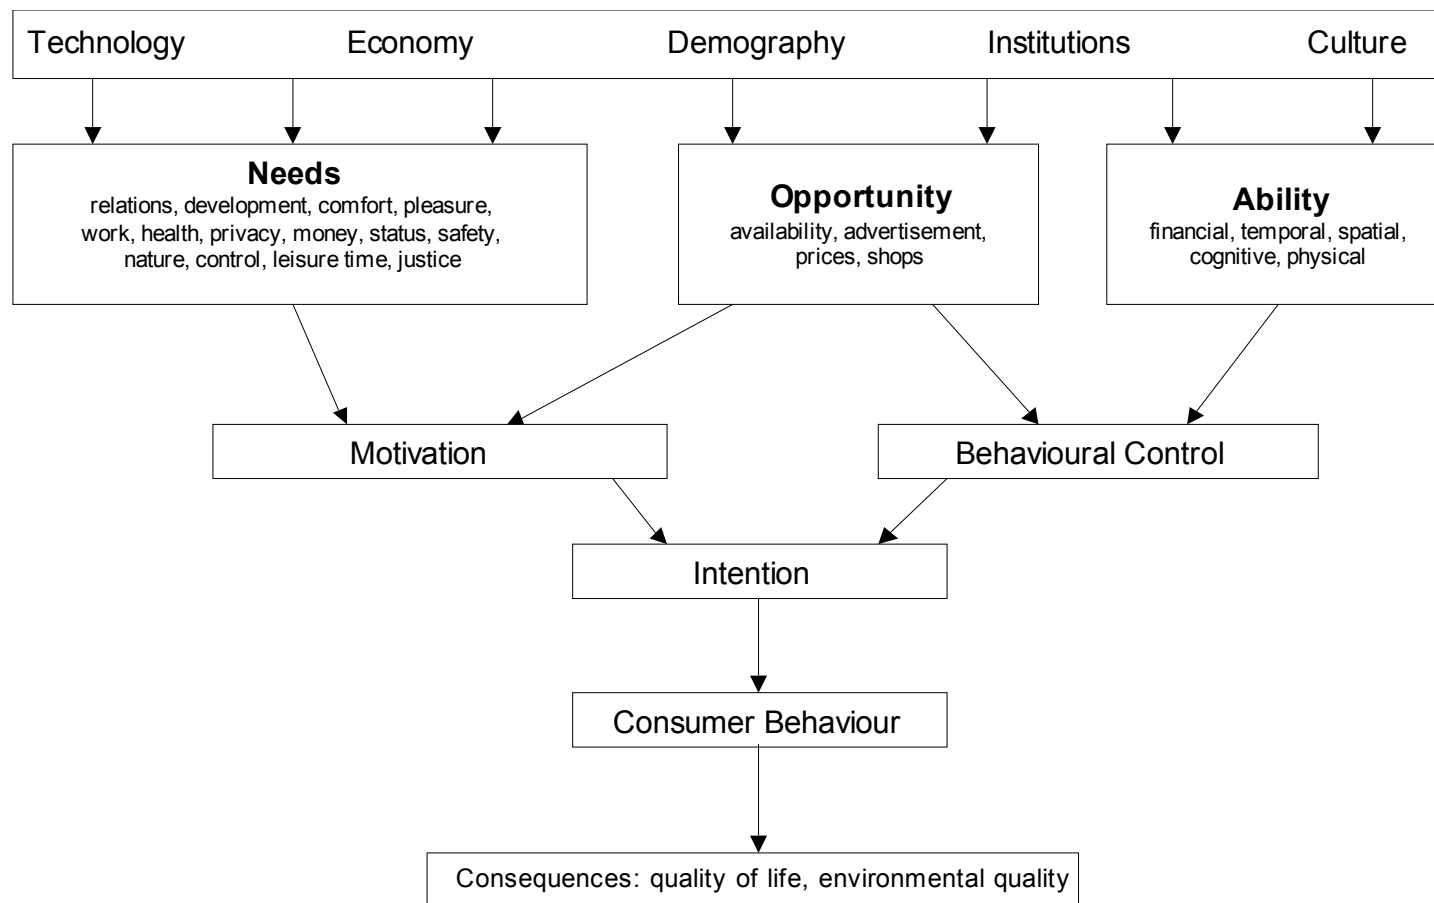 Technology Economy Demography Institutions Culture
Needs
relations, development, comfort, pleasure,
work, health, privacy, money, status, safety,
nature, control, leisure time, justice
Opportunity
availability, advertisement,
prices, shops
Ability
financial, temporal, spatial,
cognitive, physical
Motivation
Behavioural Control
Intention
Consumer Behaviour
Consequences: quality of life, environmental quality